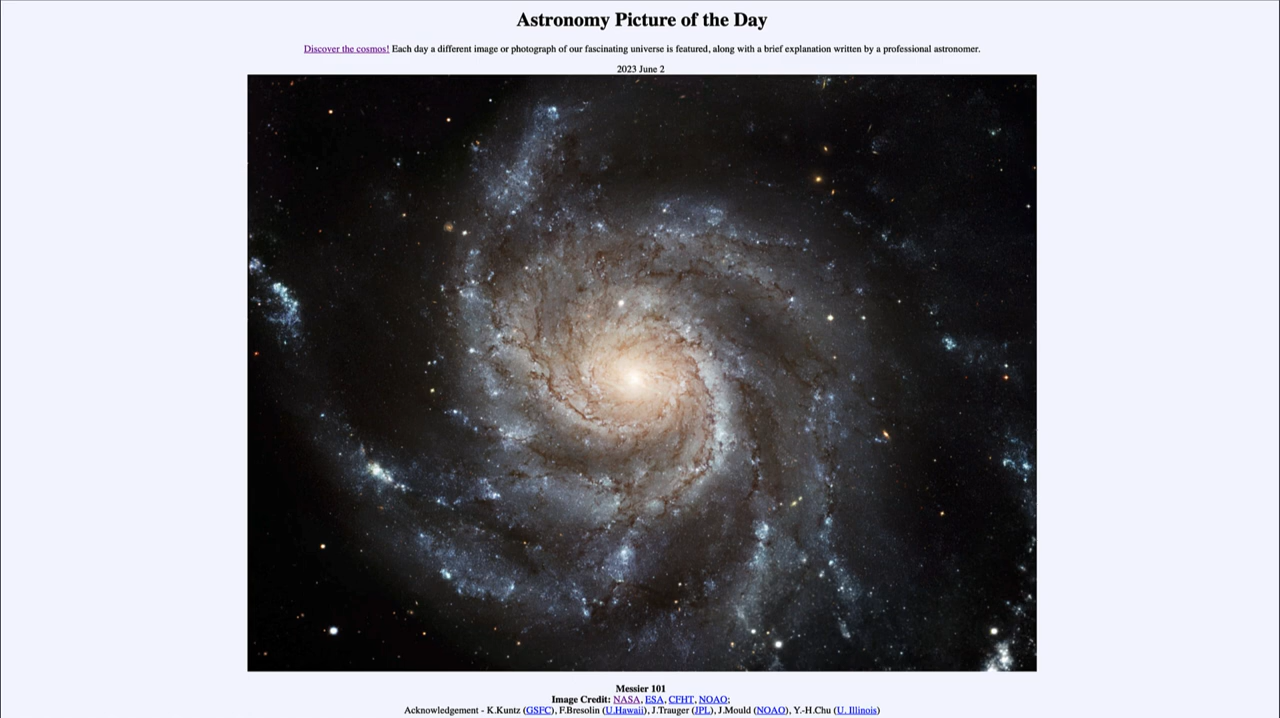 Astronomy Picture of the Day
Discover the cosmos! Each day a different image or photograph of our fascinating universe is featured, along with a brief explanation written by a professional astronomer.
2023 June 2
Messier 101
Image Credit: NASA, ESA, CFHT, NOAO;
Acknowledgement - K.Kuntz (GSFC), F.Bresolin (U.Hawaii), J.Trauger (JPL), J.Mould (NOAO), Y.-H.Chu (U. Illinois)